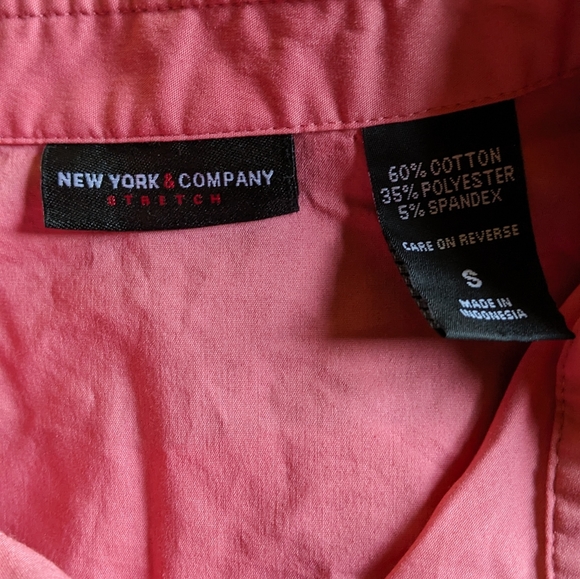 NEW YORK & COMPANY
STRETCH
60% COTTON
35% POLYESTER
5% SPANDEX
CARE ON REVERSE
S
MADE IN
INDONESIA